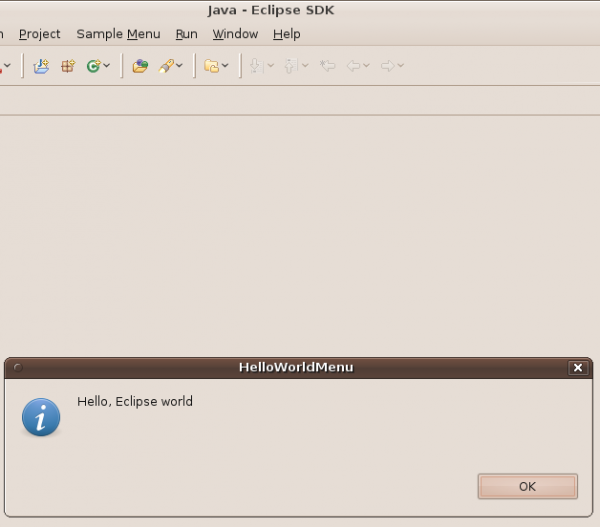 Java - Eclipse SDK
n Project Sample Menu Run Window Help
HelloWorldMenu
Hello, Eclipse world
OK